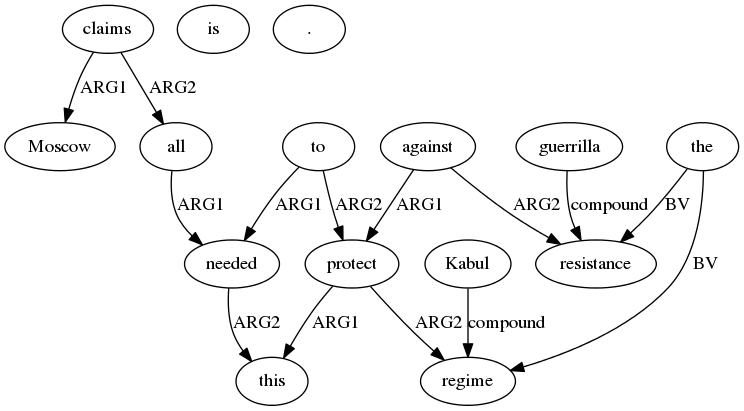 claims is .
ARG1 ARG2
Moscow all to against guerrilla the
ARG1 ARG1 ARG2 ARG1 ARG2 compound BV
needed protect Kabul resistance
BV
ARG2 ARG1 ARG2 compound
this regime